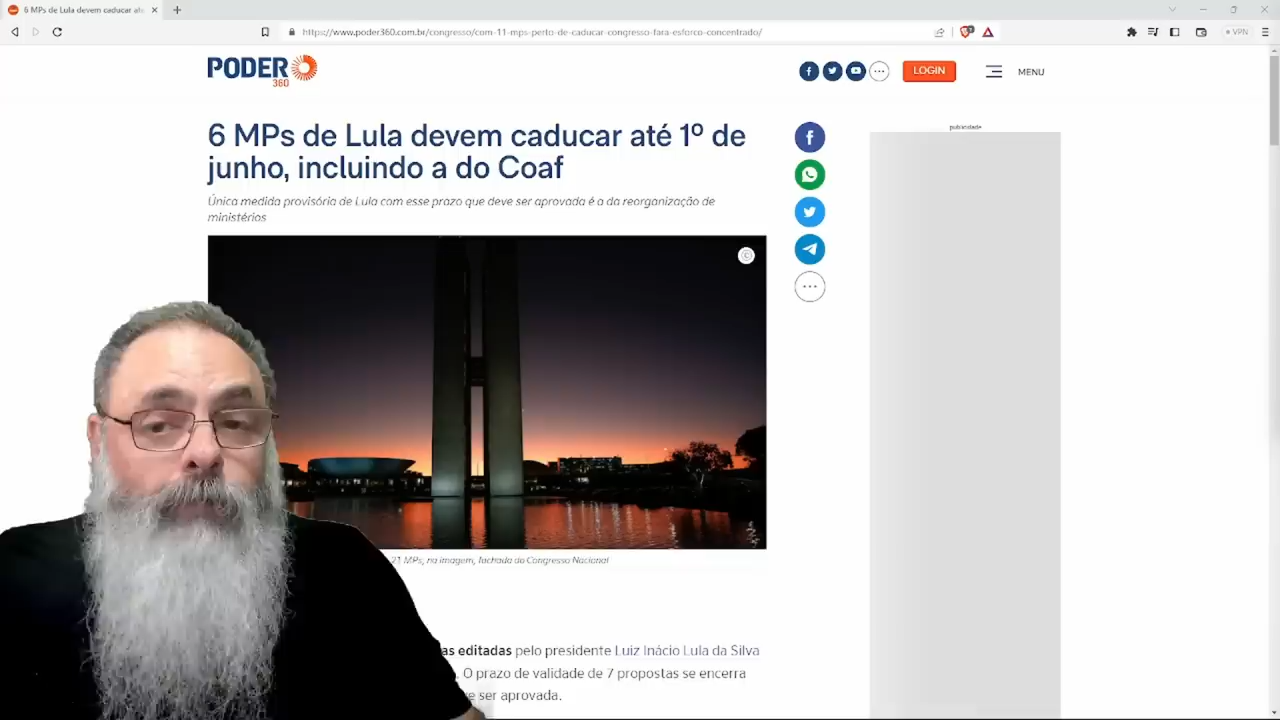 6 MPs de Lula devem caducar até
https://www.poder360.com.br/congresso/com-11-mps-perto-de-caducar-congresso-fara-esforco-concentrado/
VPN
PODER
360
LOGIN
MENU
6 MPs de Lula devem caducar até 1º de
junho, incluindo a do Coaf
Única medida provisória de Lula com esse prazo que deve ser aprovada é a da reorganização de
ministérios
publicidade
21 MPs; na imagem, fachada do Congresso Nacional
as editadas pelo presidente Luiz Inácio Lula da Silva
. O prazo de validade de 7 propostas se encerra
ser aprovada.